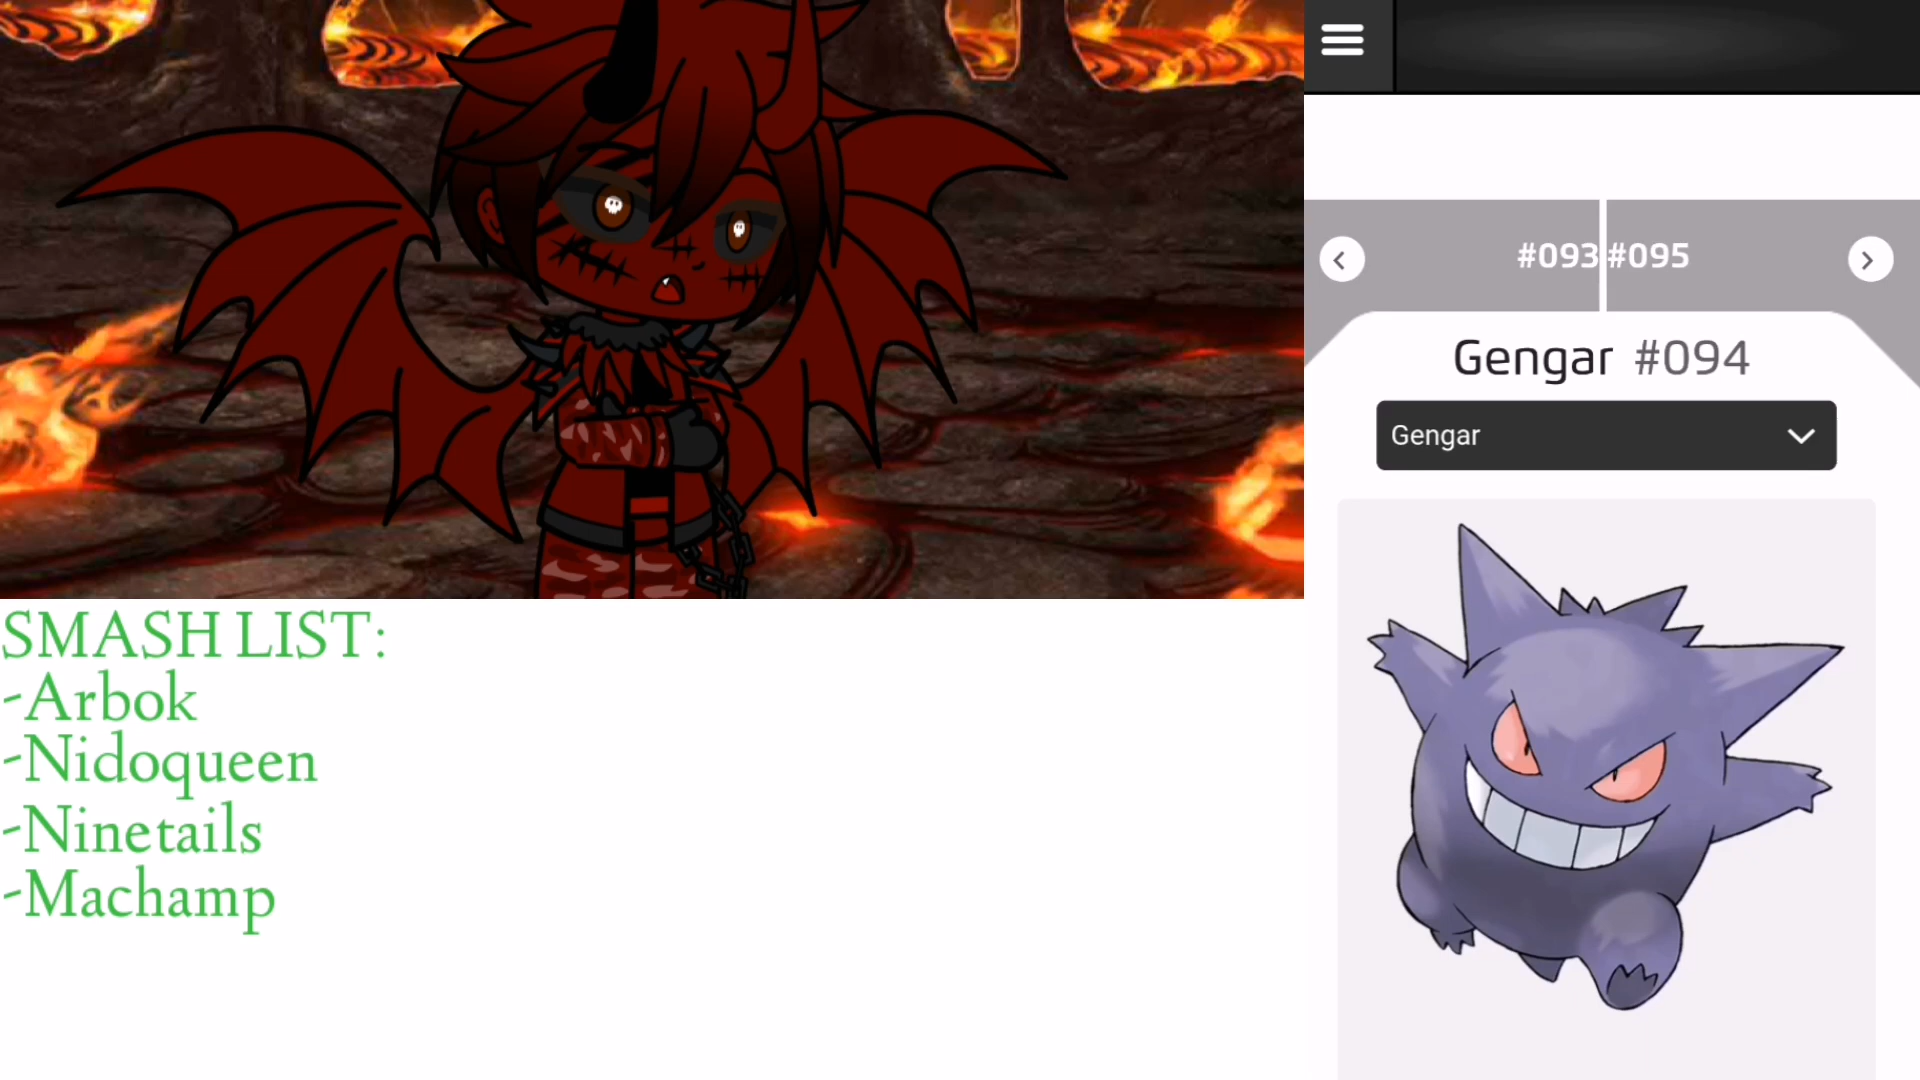 SMASH LIST:
-Arbok
-Nidoqueen
-Ninetails
-Machamp
#093 #095
Gengar #094
Gengar